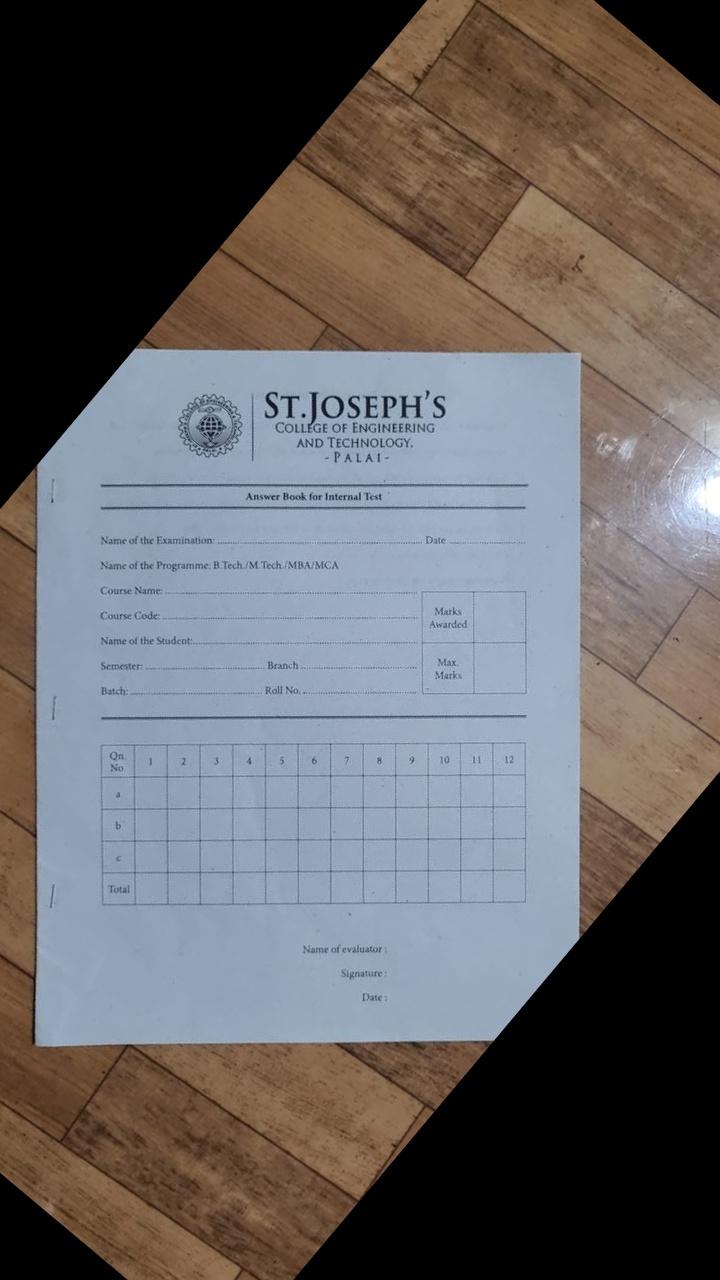 ST.JOSEPH'S
COLLEGE OF ENGINEERING
AND TECHNOLOGY,
- PALAI -
Answer Book for Internal Test
Name of the Examination: ........................ Date ........................
Name of the Programme: B.Tech./M.Tech./MBA/MCA
Course Name: ........................
Course Code: ........................
Marks Awarded
Name of the Student: ........................
Semester: ........................ Branch ........................
Max. Marks
Batch: ........................ Roll No. ........................
Qn. No. 1 2 3 4 5 6 7 8 9 10 11 12
a
b
c
Total
Name of evaluator :
Signature :
Date :